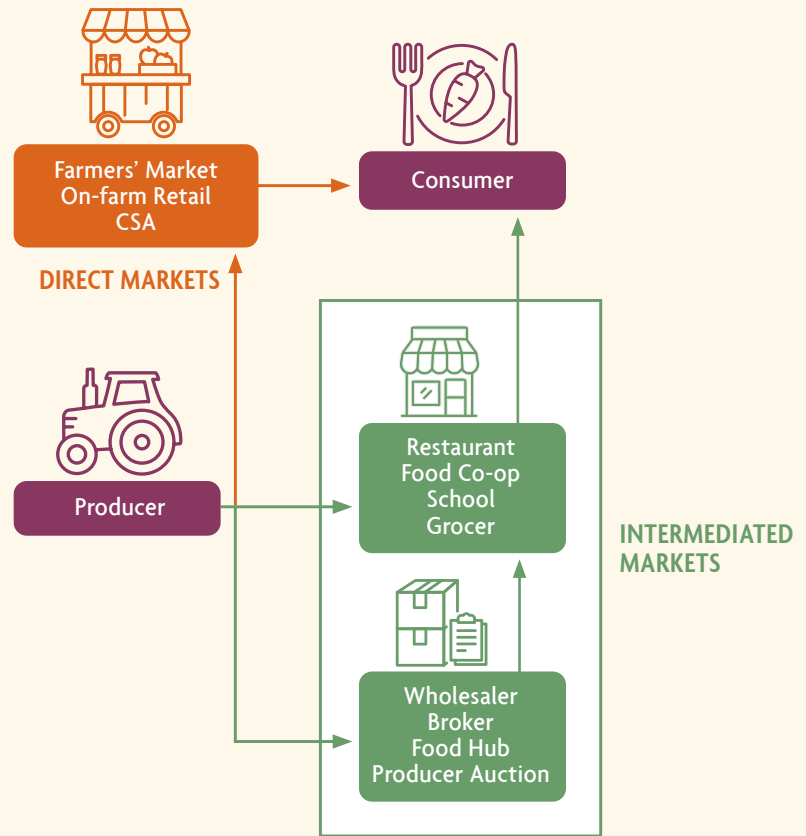 Farmers' Market
On-farm Retail
CSA
Consumer
DIRECT MARKETS
Producer
Restaurant
Food Co-op
School
Grocer
INTERMEDIATED
MARKETS
Wholesaler
Broker
Food Hub
Producer Auction